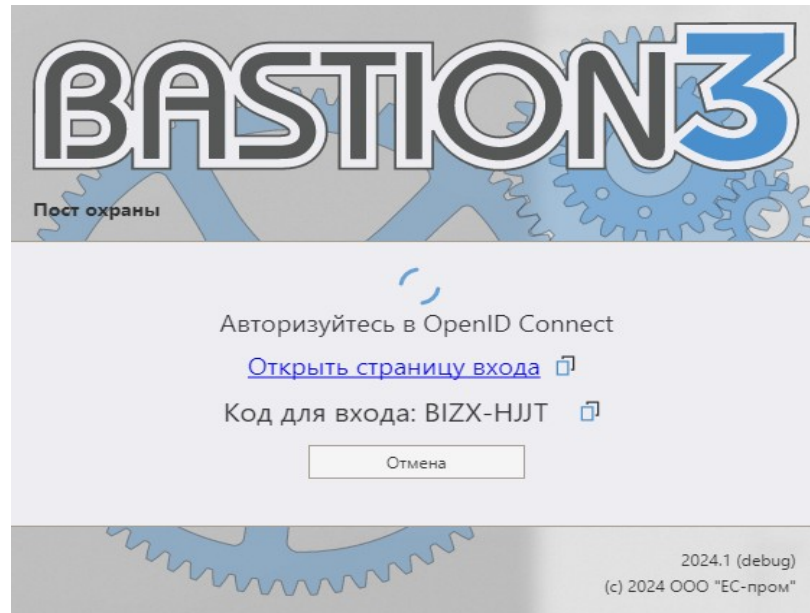 BASTION3
Пост охраны
Авторизуйтесь в OpenID Connect
Открыть страницу входа
Код для входа: BIZX-HJJT
Отмена
2024.1 (debug)
(c) 2024 ООО "ЕС-пром"